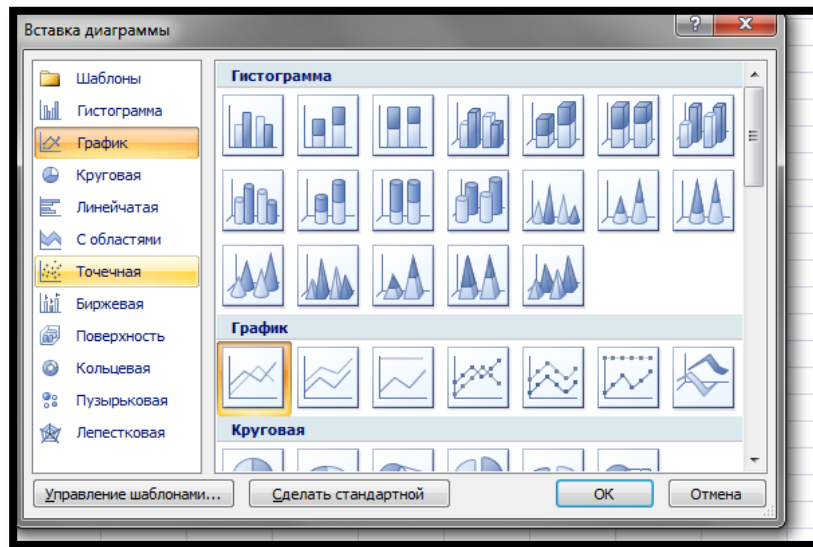 Вставка диаграммы
Шаблоны
Гистограмма
График
Круговая
Линейчатая
С областями
Точечная
Биржевая
Поверхность
Кольцевая
Пузырьковая
Лепестковая
Гистограмма
График
Круговая
Управление шаблонами...
Сделать стандартной
ОК
Отмена